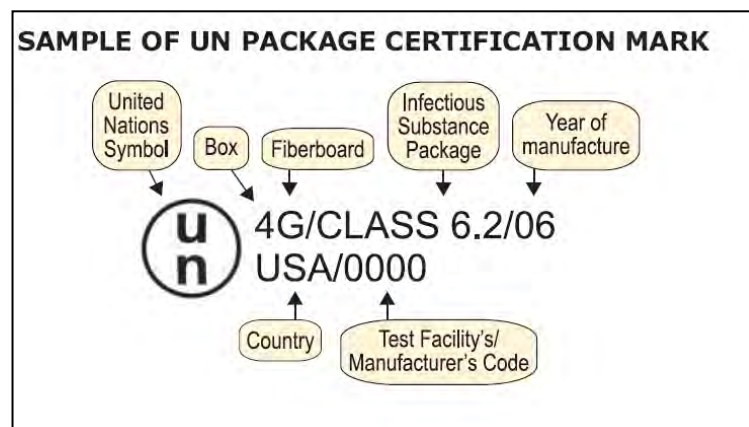 SAMPLE OF UN PACKAGE CERTIFICATION MARK
United
Nations
Symbol
Box
Fiberboard
Infectious
Substance
Package
Year of
manufacture
u
n
4G/CLASS 6.2/06
USA/0000
Country
Test Facility's/
Manufacturer's Code